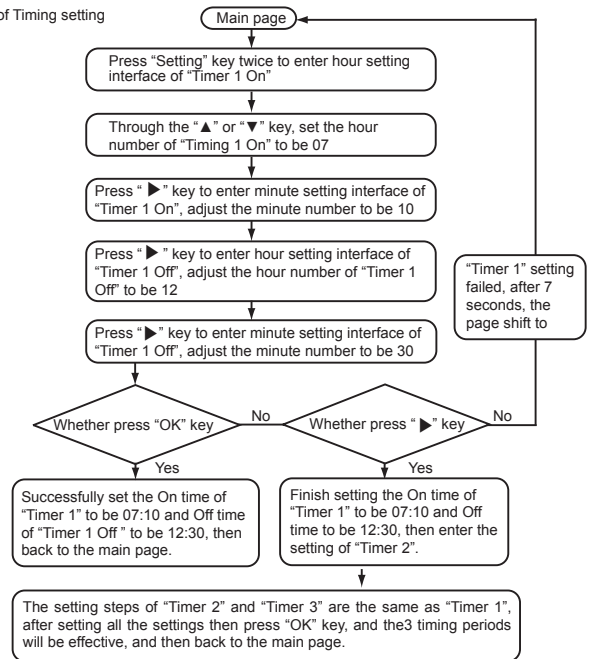 of Timing setting
Main page
Press “Setting” key twice to enter hour setting
interface of “Timer 1 On”
Through the “▲” or “▼” key, set the hour
number of “Timing 1 On” to be 07
Press “ ▶ ” key to enter minute setting interface of
“Timer 1 On”, adjust the minute number to be 10
Press “ ▶ ” key to enter hour setting interface of
“Timer 1 Off”, adjust the hour number of “Timer 1
Off” to be 12
“Timer 1” setting
failed, after 7
seconds, the
page shift to
Press “▶” key to enter minute setting interface of
“Timer 1 Off”, adjust the minute number to be 30
Whether press “OK” key
No
Whether press “ ▶” key
No
Yes
Yes
Successfully set the On time of
“Timer 1” to be 07:10 and Off time
of “Timer 1 Off ” to be 12:30, then
back to the main page.
Finish setting the On time of
“Timer 1” to be 07:10 and Off
time to be 12:30, then enter the
setting of “Timer 2”.
The setting steps of “Timer 2” and “Timer 3” are the same as “Timer 1”,
after setting all the settings then press “OK” key, and the3 timing periods
will be effective, and then back to the main page.